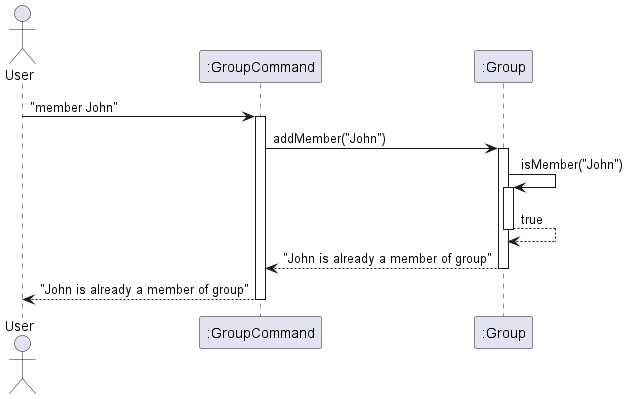 User
:GroupCommand
:Group
"member John"
addMember("John")
isMember("John")
true
"John is already a member of group"
"John is already a member of group"
User
:GroupCommand
:Group